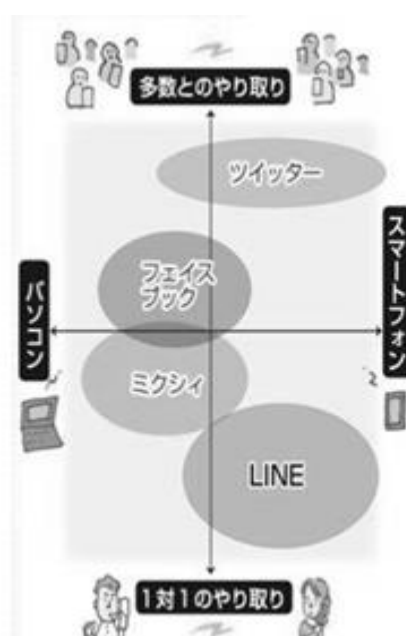 多数とのやり取り
ツイッター
フェイス
ブック
パソコン
スマートフォン
ミクシィ
LINE
1対1のやり取り